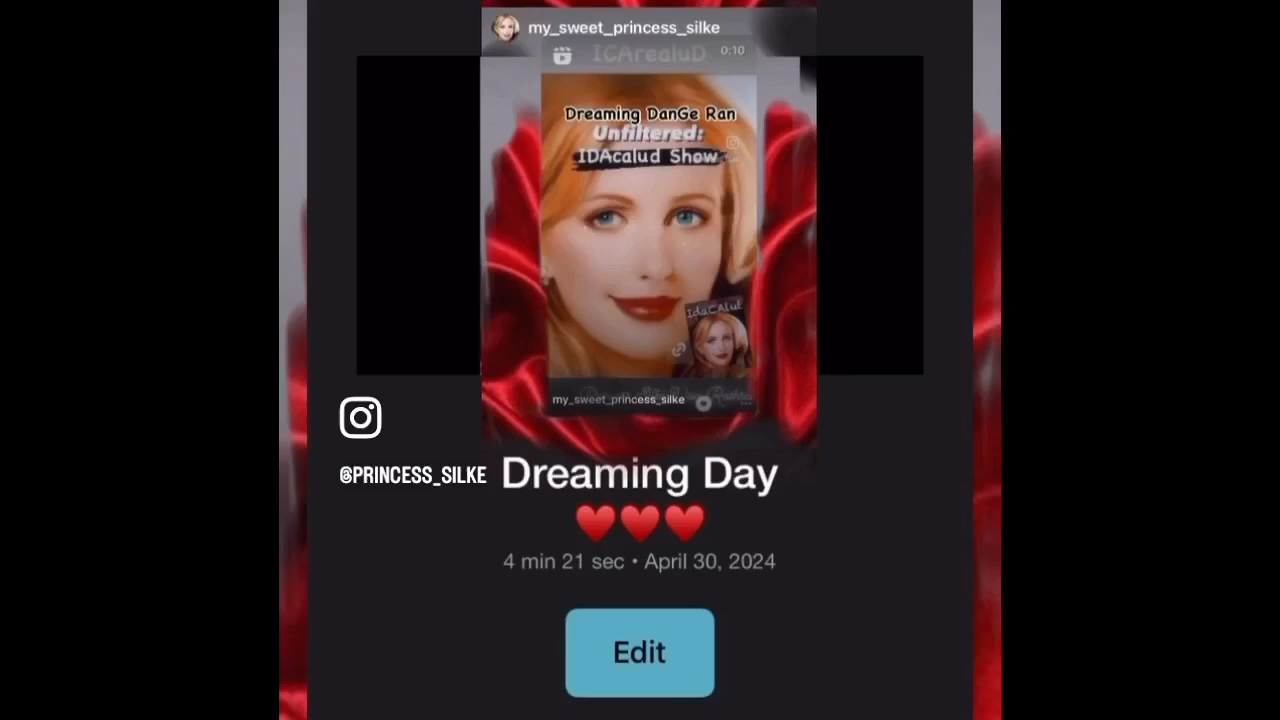 my_sweet_princess_silke
ICArealuD
0:10
Dreaming DanGe Ran
Unfiltered:
IDAcalud Show
IdaCAlut
my_sweet_princess_silke
@PRINCESS_SILKE
Dreaming Day
4 min 21 sec • April 30, 2024
Edit